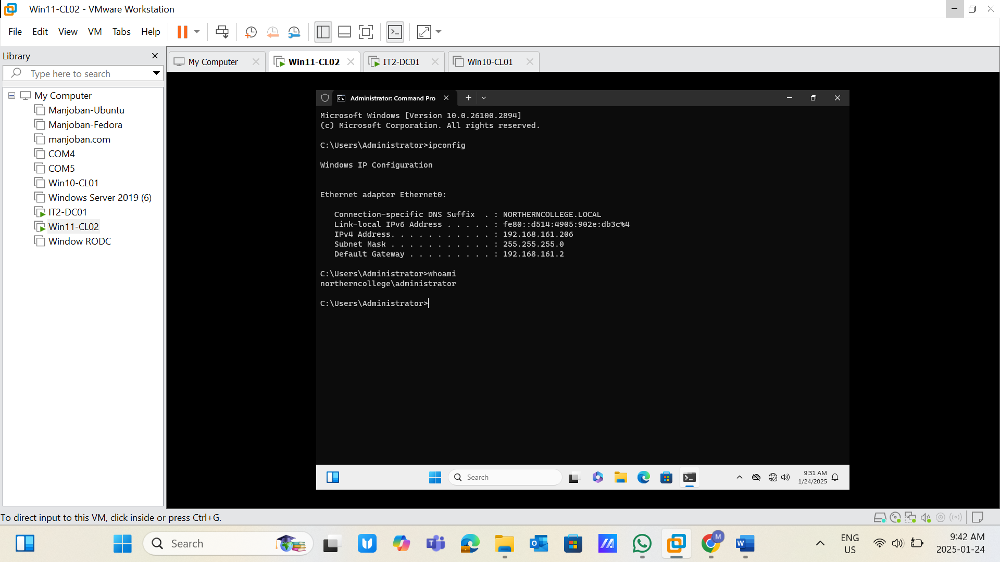 Win11-CL02 - VMware Workstation
File Edit View VM Tabs Help
Library
Type here to search
My Computer
Manjoban-Ubuntu
Manjoban-Fedora
manjoban.com
COM4
COM5
Win10-CL01
Windows Server 2019 (6)
IT2-DC01
Win11-CL02
Window RODC
My Computer
Win11-CL02
IT2-DC01
Win10-CL01
Administrator: Command Pro
Microsoft Windows [Version 10.0.26100.2894]
(c) Microsoft Corporation. All rights reserved.
C:\Users\Administrator>ipconfig
Windows IP Configuration
Ethernet adapter Ethernet0:
Connection-specific DNS Suffix  . : NORTHERNCOLLEGE.LOCAL
Link-local IPv6 Address . . . . . : fe80::d514:4905:902e:db3c%4
IPv4 Address. . . . . . . . . . . : 192.168.161.206
Subnet Mask . . . . . . . . . . . : 255.255.255.0
Default Gateway . . . . . . . . . : 192.168.161.2
C:\Users\Administrator>whoami
northerncollege\administrator
C:\Users\Administrator>
Search
9:31 AM
1/24/2025
To direct input to this VM, click inside or press Ctrl+G.
Search
M
ENG
US
9:42 AM
2025-01-24